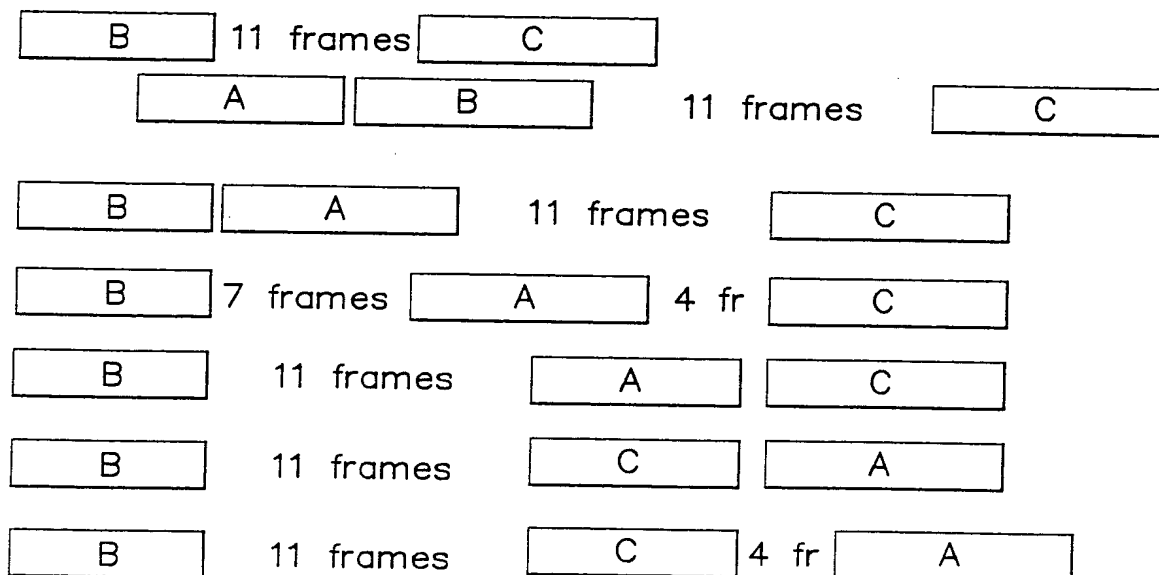 B 11 frames C
A B 11 frames C
B A 11 frames C
B 7 frames A 4 fr C
B 11 frames A C
B 11 frames C A
B 11 frames C 4 fr A